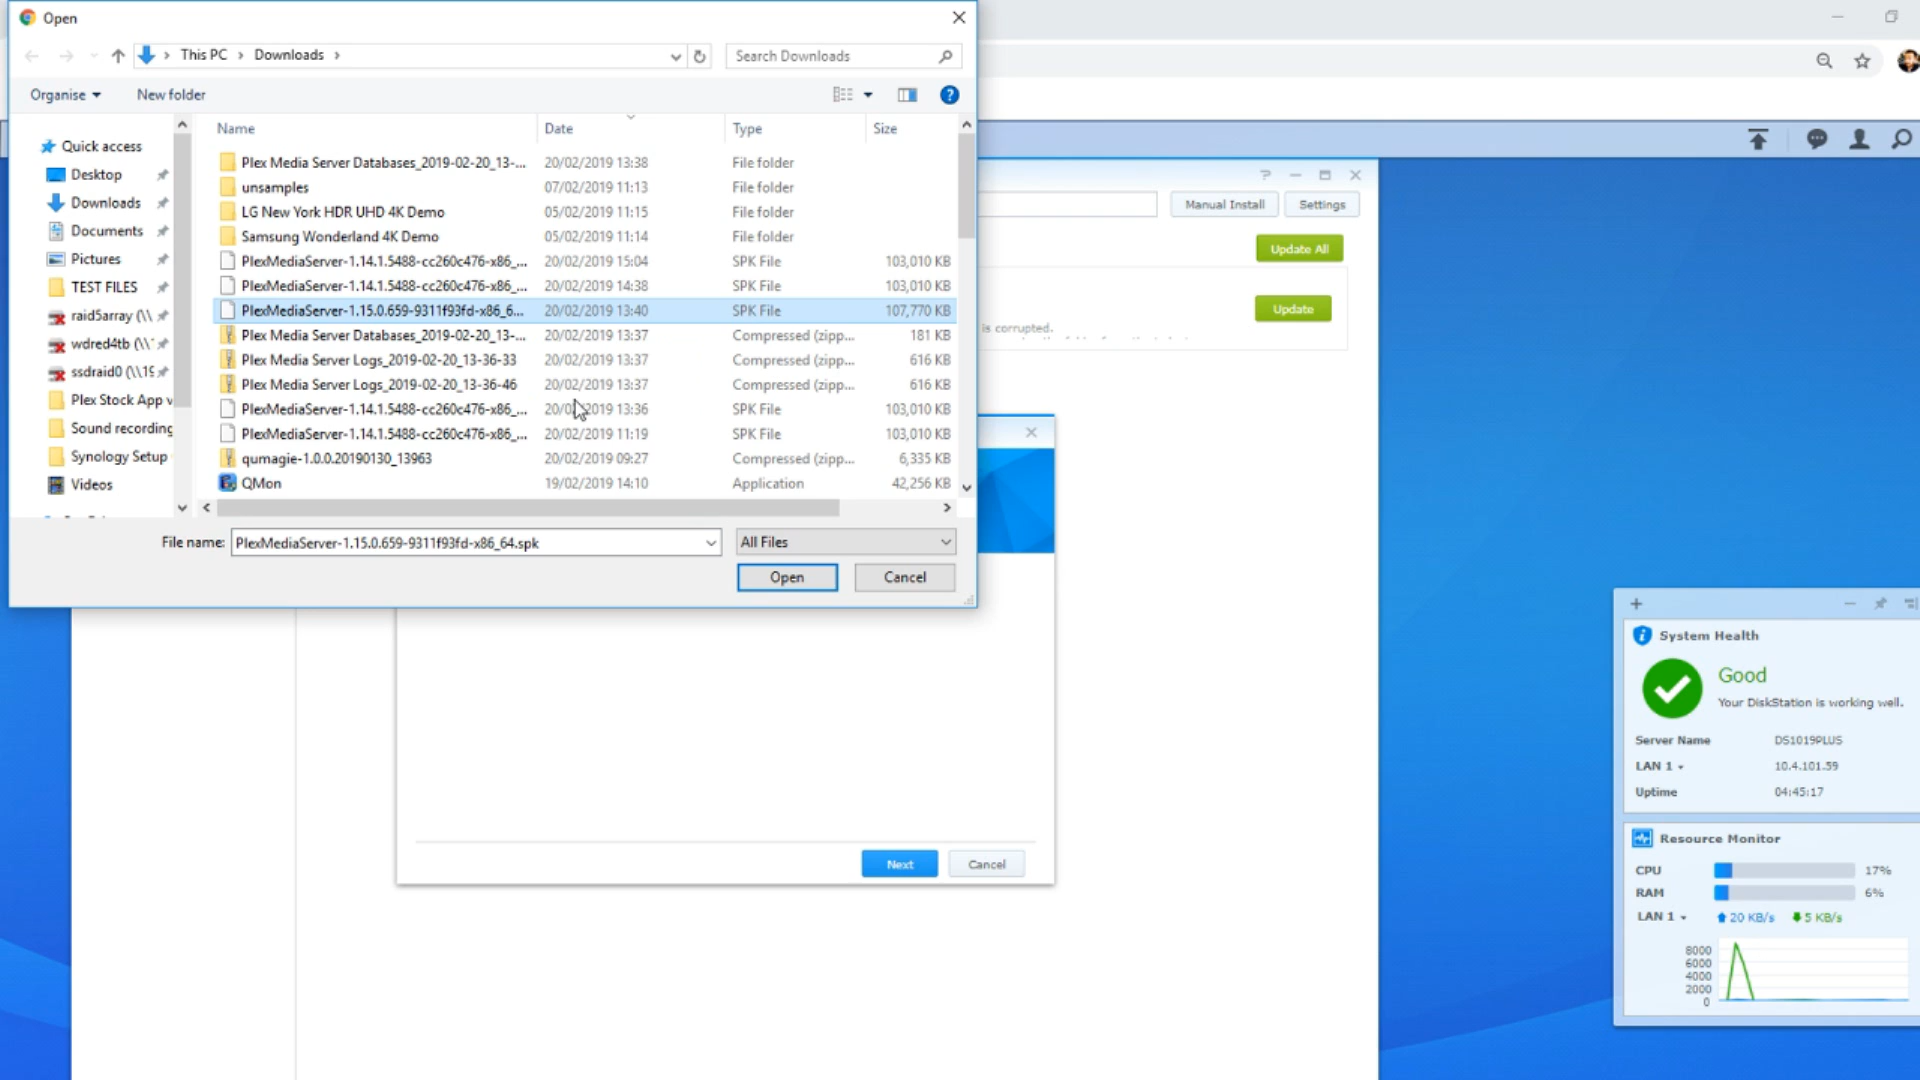 Open
This PC > Downloads >
Search Downloads
Organise
New folder
Name Date Type Size
Quick access
Desktop
Downloads
Documents
Pictures
TEST FILES
raid5array (\\
wdred4tb (\\
ssdraid0 (\\19
Plex Stock App v
Sound recording
Synology Setup
Videos
Plex Media Server Databases_2019-02-20_13-... 20/02/2019 13:38 File folder
unsamples 07/02/2019 11:13 File folder
LG New York HDR UHD 4K Demo 05/02/2019 11:15 File folder
Samsung Wonderland 4K Demo 05/02/2019 11:14 File folder
PlexMediaServer-1.14.1.5488-cc260c476-x86_... 20/02/2019 15:04 SPK File 103,010 KB
PlexMediaServer-1.14.1.5488-cc260c476-x86_... 20/02/2019 14:38 SPK File 103,010 KB
PlexMediaServer-1.15.0.659-9311f93fd-x86_6... 20/02/2019 13:40 SPK File 107,770 KB
Plex Media Server Databases_2019-02-20_13-... 20/02/2019 13:37 Compressed (zipp... 181 KB
Plex Media Server Logs_2019-02-20_13-36-33 20/02/2019 13:37 Compressed (zipp... 616 KB
Plex Media Server Logs_2019-02-20_13-36-46 20/02/2019 13:37 Compressed (zipp... 616 KB
PlexMediaServer-1.14.1.5488-cc260c476-x86_... 20/02/2019 13:36 SPK File 103,010 KB
PlexMediaServer-1.14.1.5488-cc260c476-x86_... 20/02/2019 11:19 SPK File 103,010 KB
qumagie-1.0.0.20190130_13963 20/02/2019 09:27 Compressed (zipp... 6,335 KB
QMon 19/02/2019 14:10 Application 42,256 KB
File name: PlexMediaServer-1.15.0.659-9311f93fd-x86_64.spk
All Files
Open
Cancel
Manual Install
Settings
Update All
Update
is corrupted.
Next
Cancel
System Health
Good
Your DiskStation is working well.
Server Name DS1019PLUS
LAN 1 10.4.101.59
Uptime 04:45:17
Resource Monitor
CPU 17%
RAM 6%
LAN 1 20 KB/s 5 KB/s
8000
6000
4000
2000
0